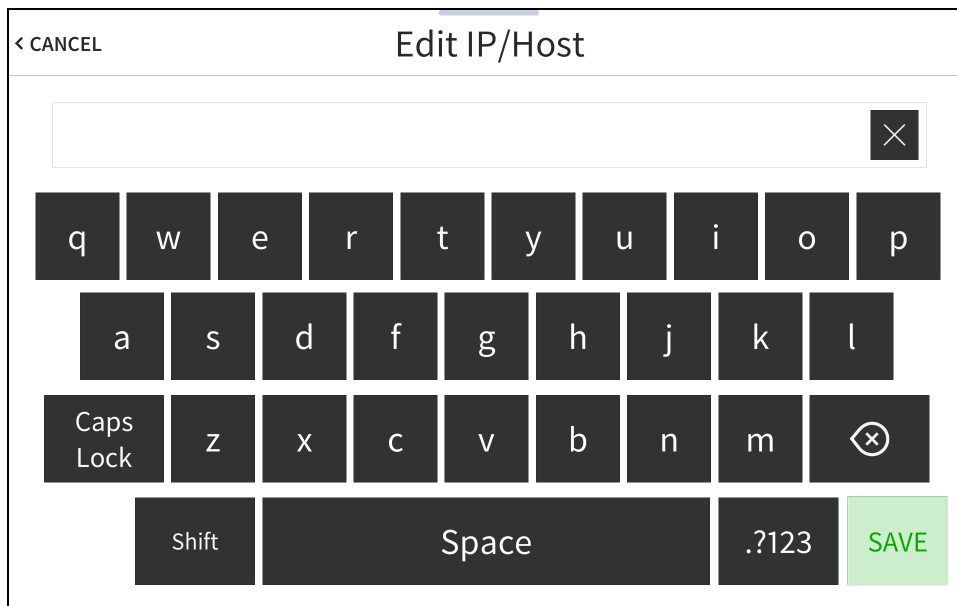 < CANCEL
Edit IP/Host
q w e r t y u i o p
a s d f g h j k l
Caps Lock z x c v b n m
Shift Space .?123 SAVE